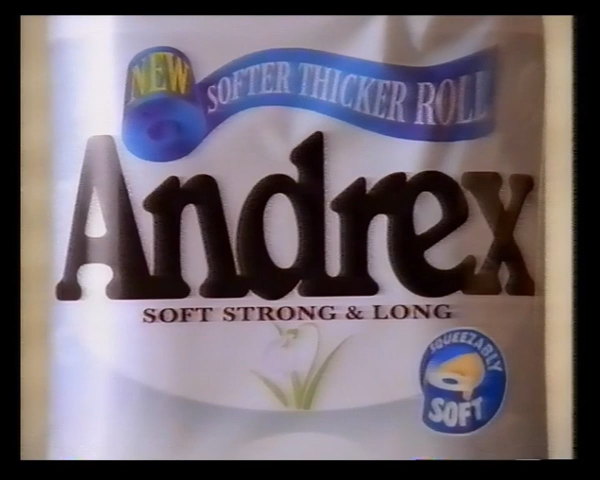 NEW
SOFTER THICKER ROLL
Andrex
SOFT STRONG & LONG
SQUEEZABLY
SOFT